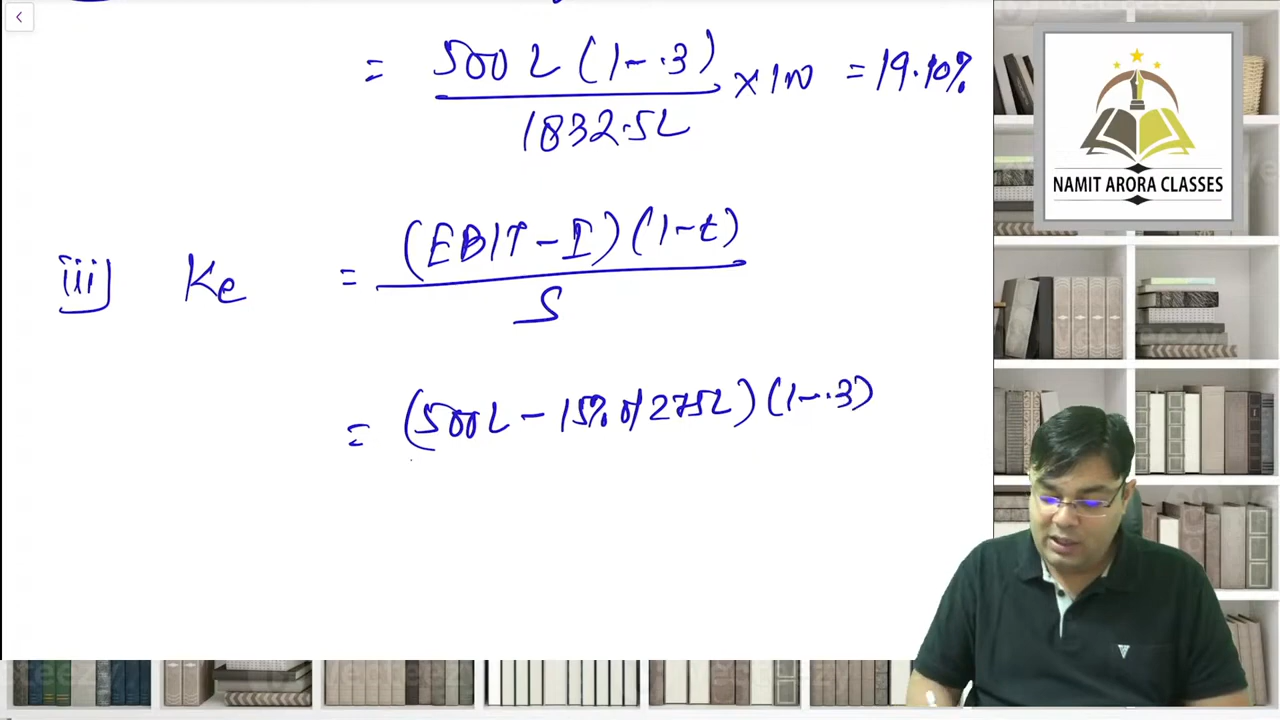 = 500 L (1-.3) / 1832.5L × 100 = 19.10%
iii) Ke = (EBIT - I) (1-t) / S
= (500L - 15% of 275L) (1-.3)
NAMIT ARORA CLASSES